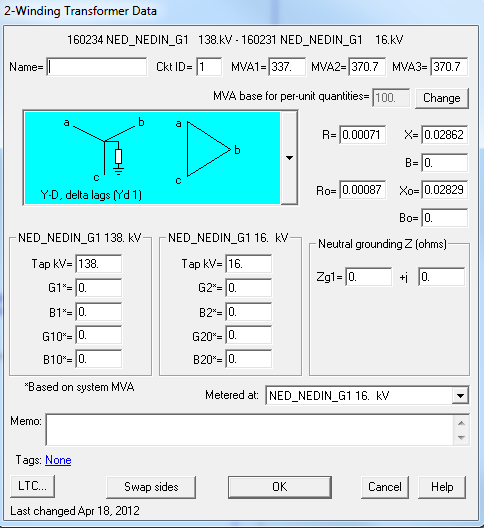 2-Winding Transformer Data
160234 NED_NEDIN_G1 138.kV - 160231 NED_NEDIN_G1 16.kV
Name= Ckt ID= 1 MVA1= 337. MVA2= 370.7 MVA3= 370.7
MVA base for per-unit quantities= 100. Change
a b c a b c
Y-D, delta lags (Yd 1)
R= 0.00071 X= 0.02862
B= 0.
Ro= 0.00087 Xo= 0.02829
Bo= 0.
NED_NEDIN_G1 138. kV
Tap kV= 138.
G1*= 0.
B1*= 0.
G10*= 0.
B10*= 0.
NED_NEDIN_G1 16. kV
Tap kV= 16.
G2*= 0.
B2*= 0.
G20*= 0.
B20*= 0.
Neutral grounding Z (ohms)
Zg1= 0. +j 0.
*Based on system MVA
Metered at: NED_NEDIN_G1 16. kV
Memo:
Tags: None
LTC... Swap sides OK Cancel Help
Last changed Apr 18, 2012